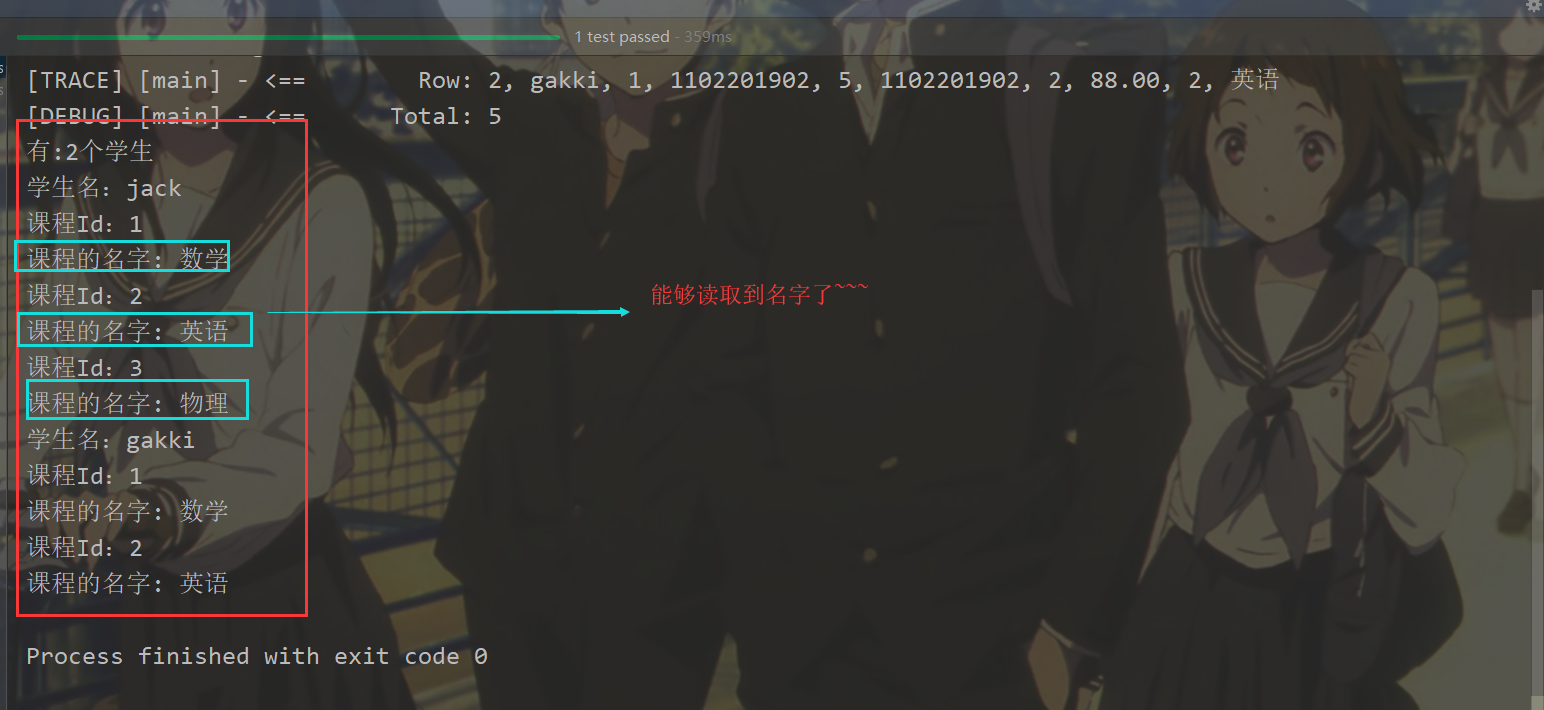 1 test passed - 359ms
[TRACE] [main] - <==        Row: 2, gakki, 1, 1102201902, 5, 1102201902, 2, 88.00, 2, 英语
[DEBUG] [main] - <==      Total: 5
有:2个学生
学生名: jack
课程Id: 1
课程的名字: 数学
课程Id: 2
能够读取到名字了~~~
课程的名字: 英语
课程Id: 3
课程的名字: 物理
学生名: gakki
课程Id: 1
课程的名字: 数学
课程Id: 2
课程的名字: 英语
Process finished with exit code 0